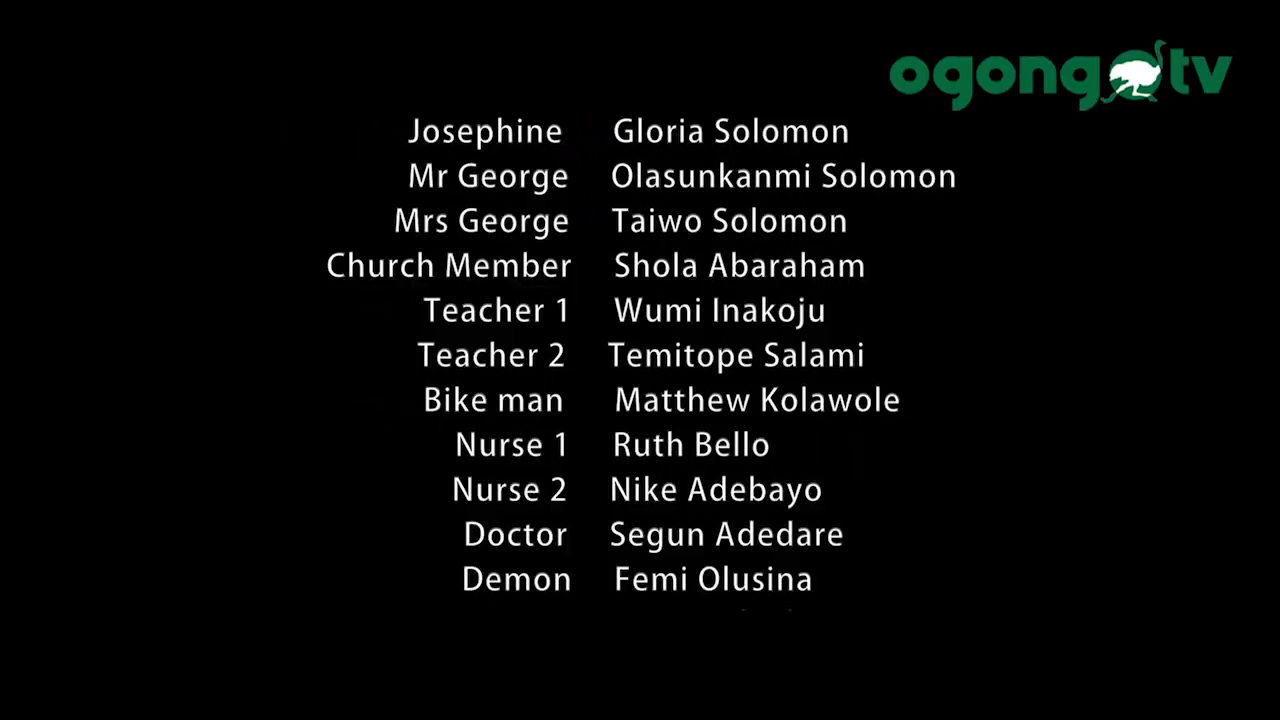 ogongo tv
Josephine Gloria Solomon
Mr George Olasunkanmi Solomon
Mrs George Taiwo Solomon
Church Member Shola Abaraham
Teacher 1 Wumi Inakoju
Teacher 2 Temitope Salami
Bike man Matthew Kolawole
Nurse 1 Ruth Bello
Nurse 2 Nike Adebayo
Doctor Segun Adedare
Demon Femi Olusina